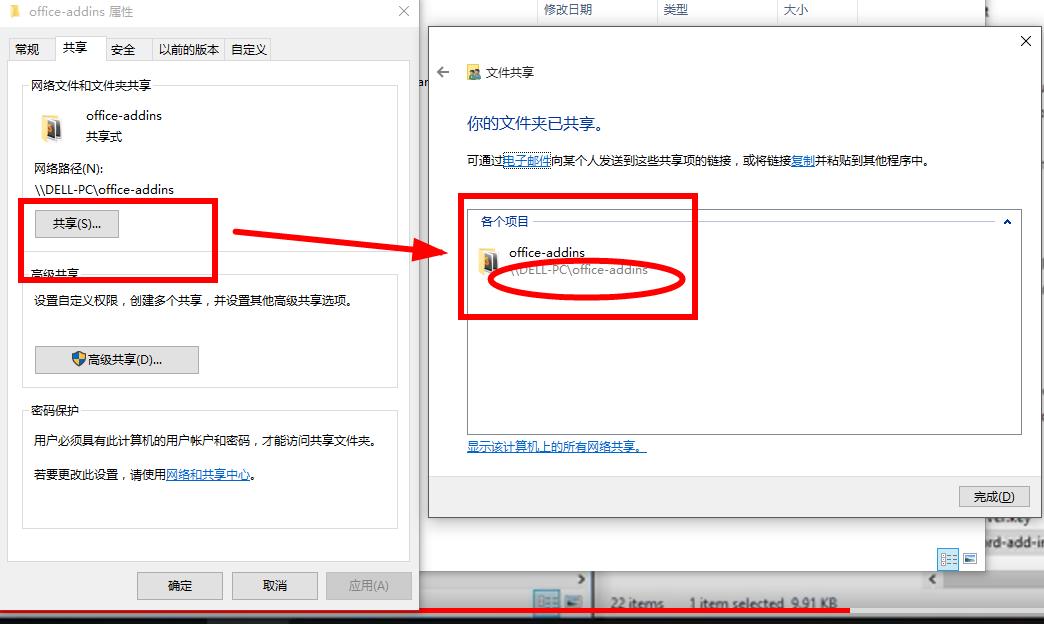 office-addins 属性
常规 共享 安全 以前的版本 自定义
网络文件和文件夹共享
office-addins
共享式
网络路径(N):
\\DELL-PC\office-addins
共享(S)...
高级共享
设置自定义权限，创建多个共享，并设置其他高级共享选项。
高级共享(D)...
密码保护
用户必须具有此计算机的用户帐户和密码，才能访问共享文件夹。
若要更改此设置，请使用网络和共享中心。
确定 取消 应用(A)
修改日期 类型 大小
文件共享
你的文件夹已共享。
可通过电子邮件向某个人发送到这些共享项的链接，或将链接复制并粘贴到其他程序中。
各个项目
office-addins
\\DELL-PC\office-addins
显示该计算机上的所有网络共享。
完成(D)
22 items 1 item selected 9.91 KB